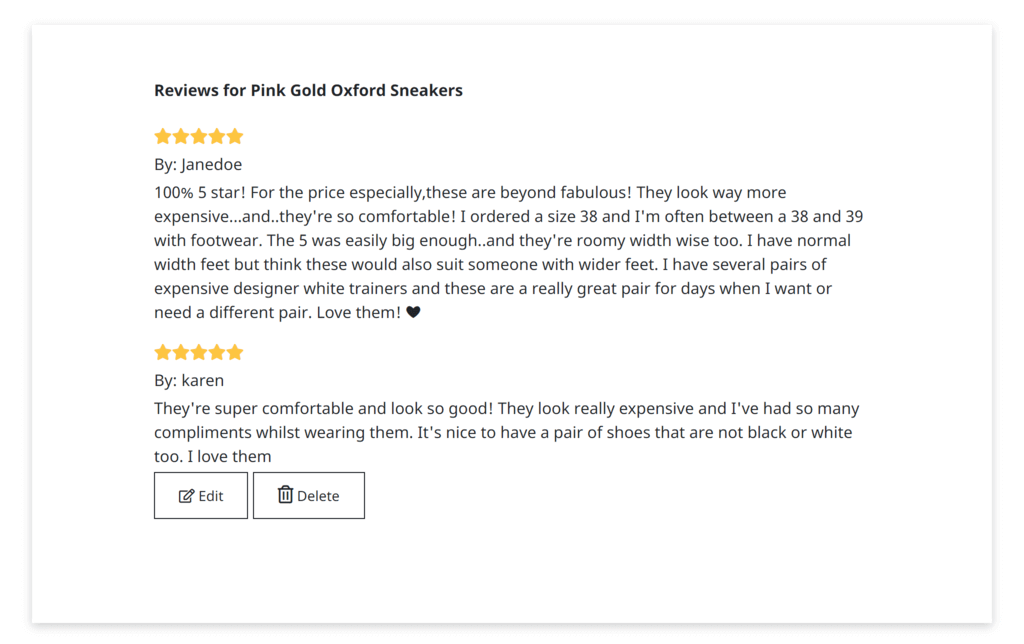 Reviews for Pink Gold Oxford Sneakers
By: Janedoe
100% 5 star! For the price especially,these are beyond fabulous! They look way more
expensive...and..they're so comfortable! I ordered a size 38 and I'm often between a 38 and 39
with footwear. The 5 was easily big enough..and they're roomy width wise too. I have normal
width feet but think these would also suit someone with wider feet. I have several pairs of
expensive designer white trainers and these are a really great pair for days when I want or
need a different pair. Love them! 🖤
By: karen
They're super comfortable and look so good! They look really expensive and I've had so many
compliments whilst wearing them. It's nice to have a pair of shoes that are not black or white
too. I love them
Edit Delete